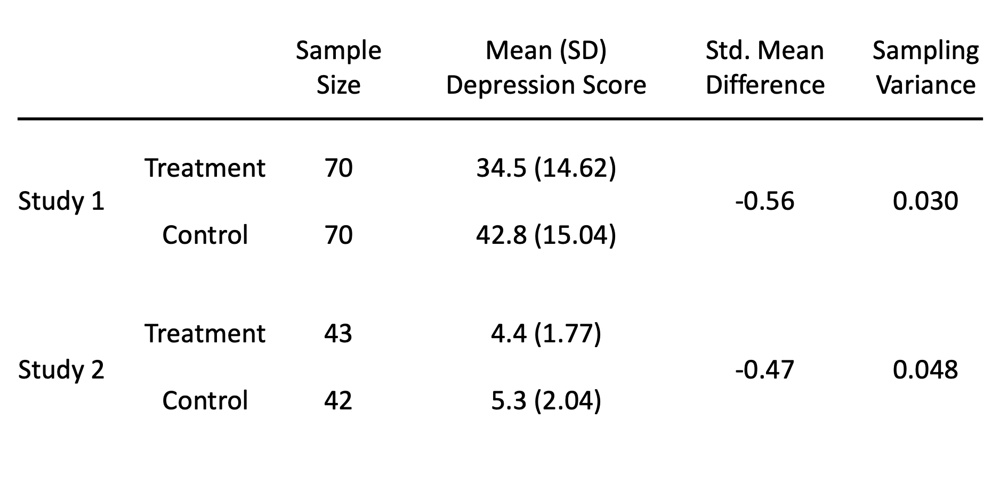 Sample Size Mean (SD) Depression Score Std. Mean Difference Sampling Variance
Treatment 70 34.5 (14.62)
Study 1 -0.56 0.030
Control 70 42.8 (15.04)
Treatment 43 4.4 (1.77)
Study 2 -0.47 0.048
Control 42 5.3 (2.04)